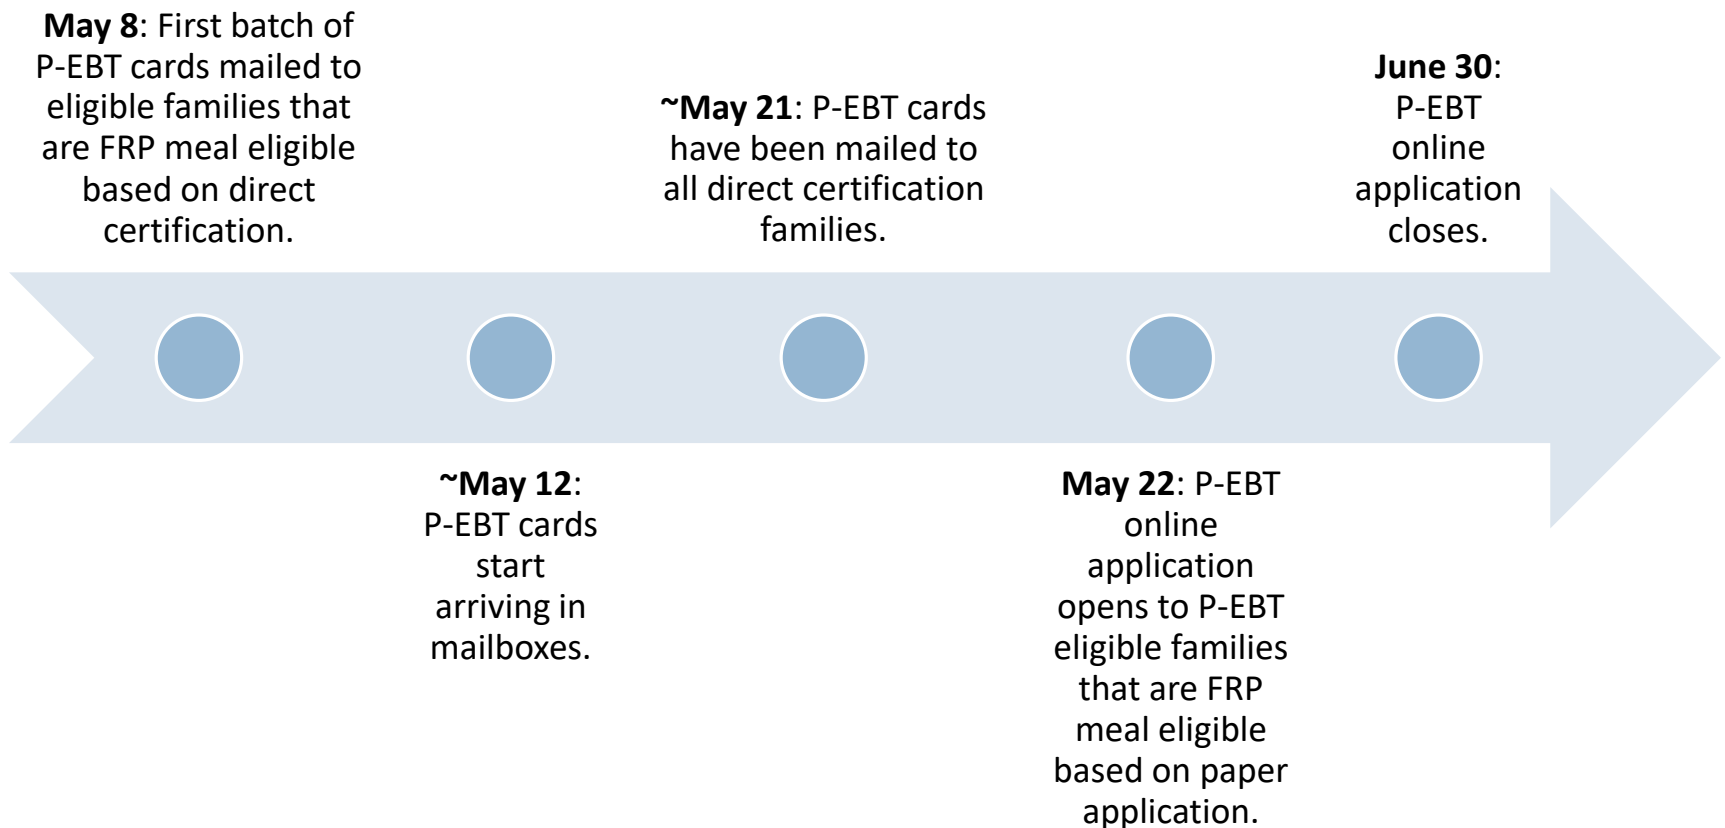 May 8: First batch of
P-EBT cards mailed to
eligible families that
are FRP meal eligible
based on direct
certification.
~May 12:
P-EBT cards
start
arriving in
mailboxes.
~May 21: P-EBT cards
have been mailed to
all direct certification
families.
May 22: P-EBT
online
application
opens to P-EBT
eligible families
that are FRP
meal eligible
based on paper
application.
June 30:
P-EBT
online
application
closes.